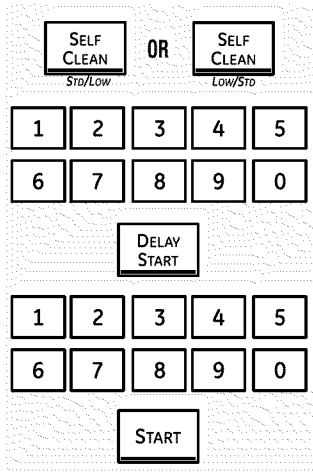 SELF CLEAN OR SELF CLEAN
STD/LOW LOW/STD
1 2 3 4 5
6 7 8 9 0
DELAY
START
1 2 3 4 5
6 7 8 9 0
START